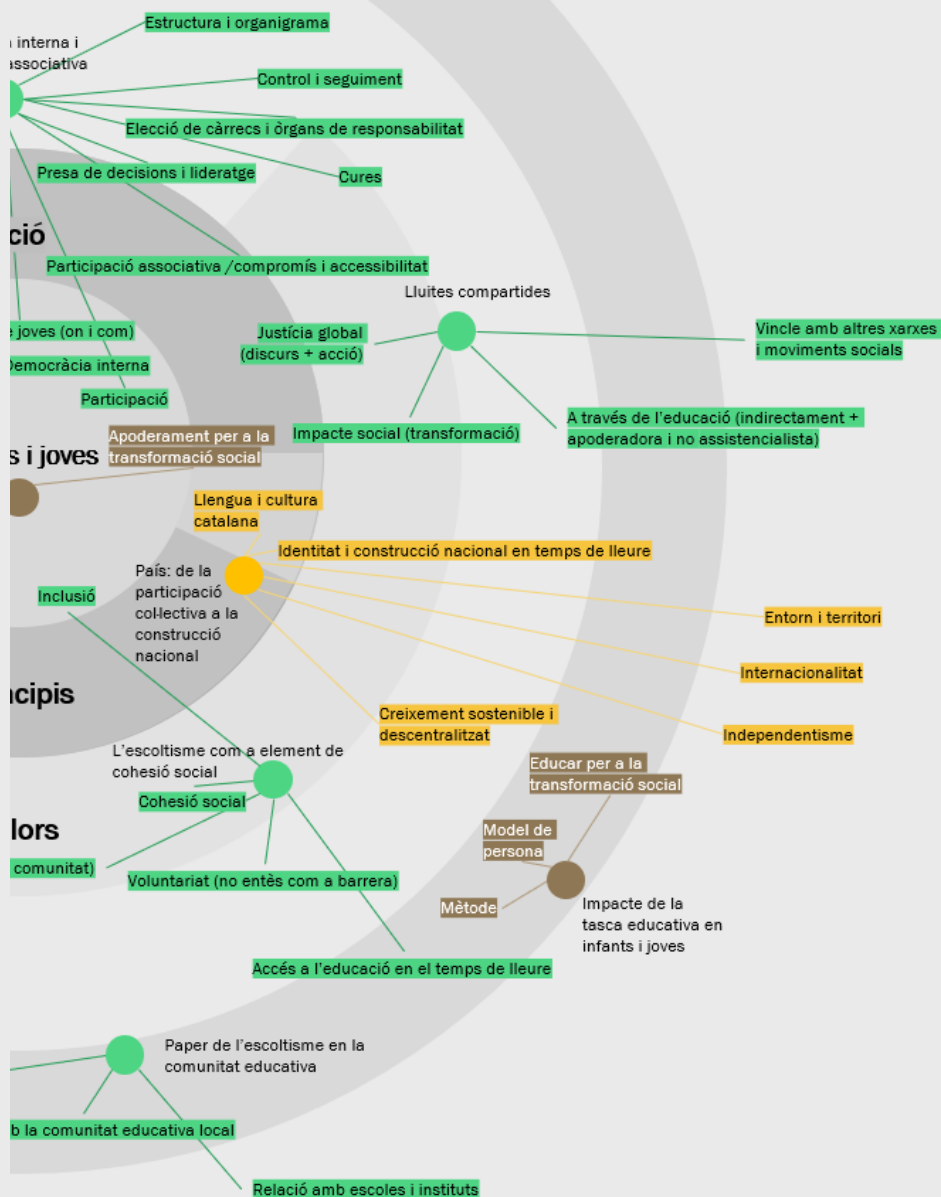 Estructura i organigrama
interna i
associativa
Control i seguiment
Elecció de càrrecs i òrgans de responsabilitat
Presa de decisions i lideratge
Cures
ció
Participació associativa /compromís i accessibilitat
Lluites compartides
joves (on i com)
Justícia global
(discurs + acció)
Vincle amb altres xarxes
i moviments socials
Democràcia interna
Participació
Impacte social (transformació)
A través de l'educació (indirectament +
apoderadora i no assistencialista)
Apoderament per a la
transformació social
s i joves
Llengua i cultura
catalana
Identitat i construcció nacional en temps de lleure
País: de la
participació
col·lectiva a la
construcció
nacional
Inclusió
Entorn i territori
Internacionalitat
Independentisme
Creixement sostenible i
descentralitzat
ncipis
L'escoltisme com a element de
cohesió social
Cohesió social
Educar per a la
transformació social
Model de
persona
Mètode
Impacte de la
tasca educativa en
infants i joves
lors
comunitat)
Voluntariat (no entès com a barrera)
Accés a l'educació en el temps de lleure
Paper de l'escoltisme en la
comunitat educativa
b la comunitat educativa local
Relació amb escoles i instituts